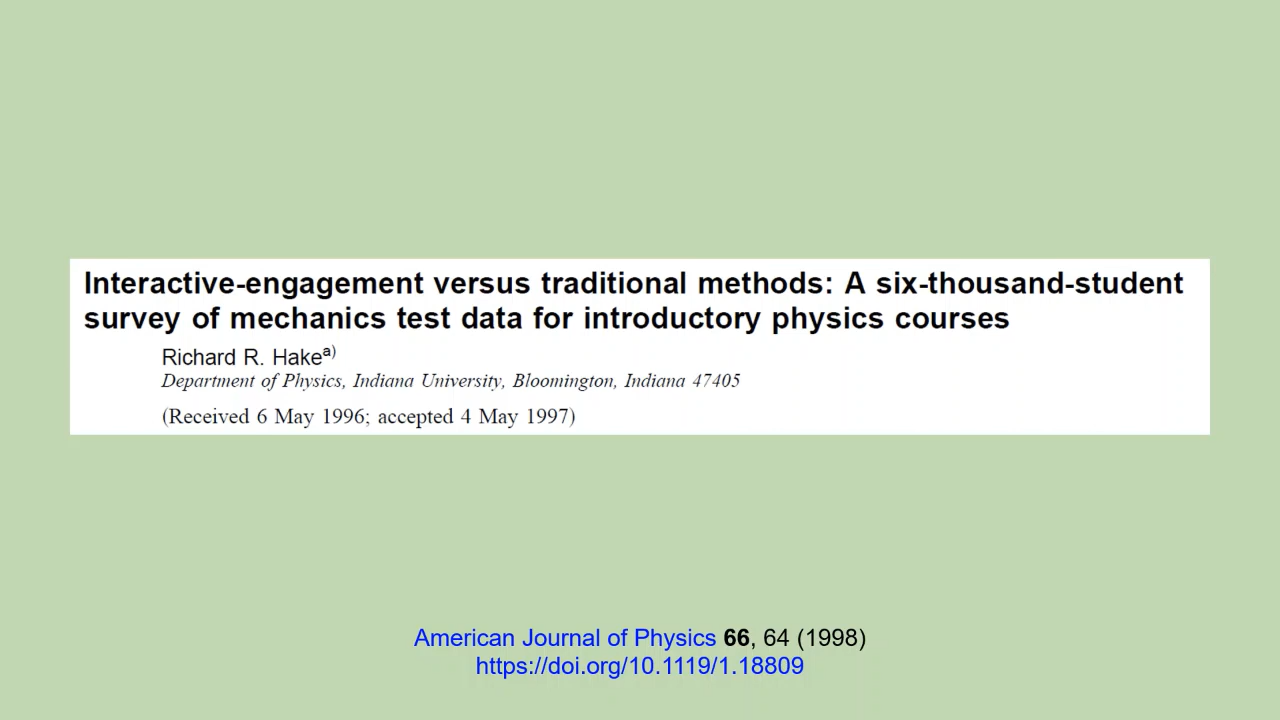 Interactive-engagement versus traditional methods: A six-thousand-student
survey of mechanics test data for introductory physics courses
Richard R. Hakeᵃ⁾
Department of Physics, Indiana University, Bloomington, Indiana 47405
(Received 6 May 1996; accepted 4 May 1997)
American Journal of Physics 66, 64 (1998)
https://doi.org/10.1119/1.18809